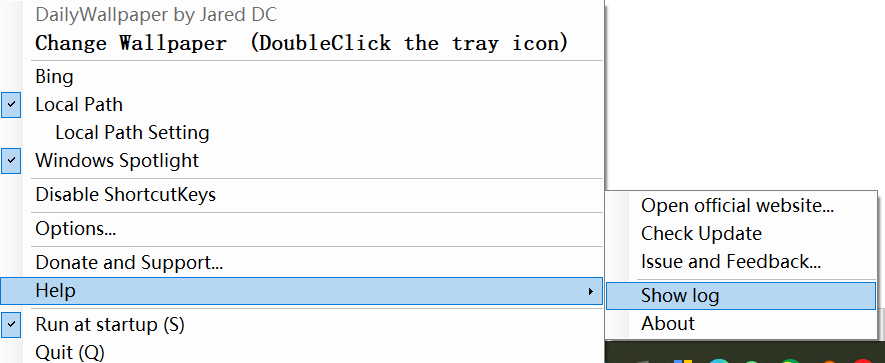 DailyWallpaper by Jared DC
Change Wallpaper (DoubleClick the tray icon)
Bing
Local Path
Local Path Setting
Windows Spotlight
Disable ShortcutKeys
Options...
Donate and Support...
Help
Run at startup (S)
Quit (Q)
Open official website...
Check Update
Issue and Feedback...
Show log
About